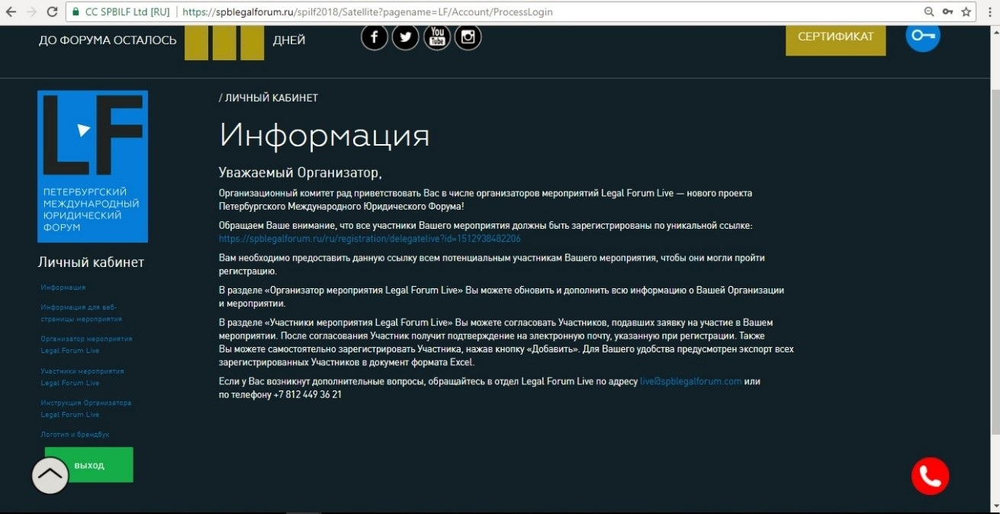 CC SPBILF Ltd [RU] https://spblegalforum.ru/spilf2018/Satellite?pagename=LF/Account/ProcessLogin
ДО ФОРУМА ОСТАЛОСЬ ДНЕЙ
f You Tube
СЕРТИФИКАТ
LF
ПЕТЕРБУРГСКИЙ
МЕЖДУНАРОДНЫЙ
ЮРИДИЧЕСКИЙ
ФОРУМ
Личный кабинет
Информация
Информация для веб-
страницы мероприятия
Организатор мероприятия
Legal Forum Live
Участники мероприятия
Legal Forum Live
Инструкция Организатора
Legal Forum Live
Логотип и брендбук
выход
/ ЛИЧНЫЙ КАБИНЕТ
Информация
Уважаемый Организатор,
Организационный комитет рад приветствовать Вас в числе организаторов мероприятий Legal Forum Live — нового проекта
Петербургского Международного Юридического Форума!
Обращаем Ваше внимание, что все участники Вашего мероприятия должны быть зарегистрированы по уникальной ссылке:
https://spblegalforum.ru/ru/registration/delegatelive?id=1512938482206
Вам необходимо предоставить данную ссылку всем потенциальным участникам Вашего мероприятия, чтобы они могли пройти
регистрацию.
В разделе «Организатор мероприятия Legal Forum Live» Вы можете обновить и дополнить всю информацию о Вашей Организации
и мероприятии.
В разделе «Участники мероприятия Legal Forum Live» Вы можете согласовать Участников, подавших заявку на участие в Вашем
мероприятии. После согласования Участник получит подтверждение на электронную почту, указанную при регистрации. Также
Вы можете самостоятельно зарегистрировать Участника, нажав кнопку «Добавить». Для Вашего удобства предусмотрен экспорт всех
зарегистрированных Участников в документ формата Excel.
Если у Вас возникнут дополнительные вопросы, обращайтесь в отдел Legal Forum Live по адресу live@spblegalforum.com или
по телефону +7 812 449 36 21